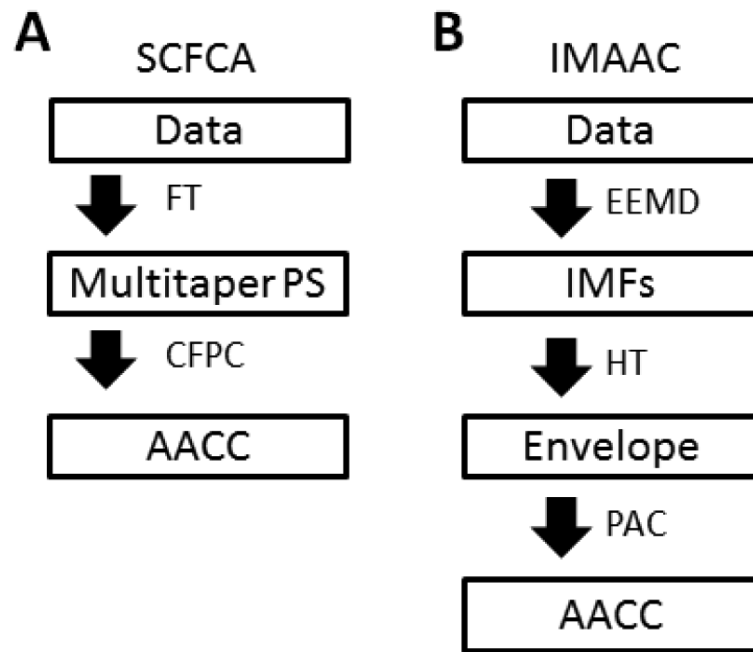 A
SCFCA
Data
FT
Multitaper PS
CFPC
AACC
B
IMAAC
Data
EEMD
IMFs
HT
Envelope
PAC
AACC